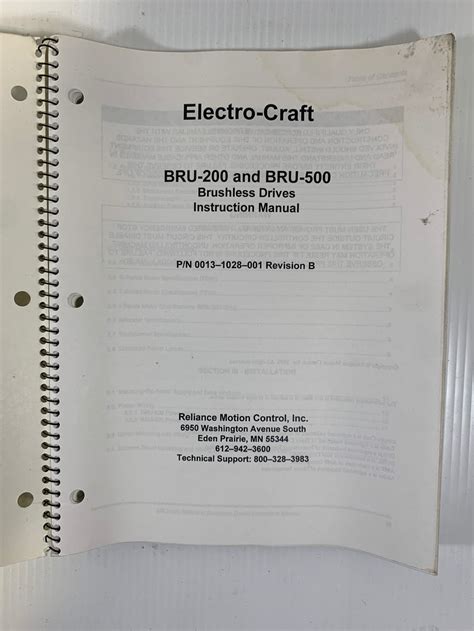 Electro-Craft
BRU-200 and BRU-500
Brushless Drives
Instruction Manual
P/N 0013–1028–001 Revision B
Reliance Motion Control, Inc.
6950 Washington Avenue South
Eden Prairie, MN 55344
612–942–3600
Technical Support: 800–328–3983